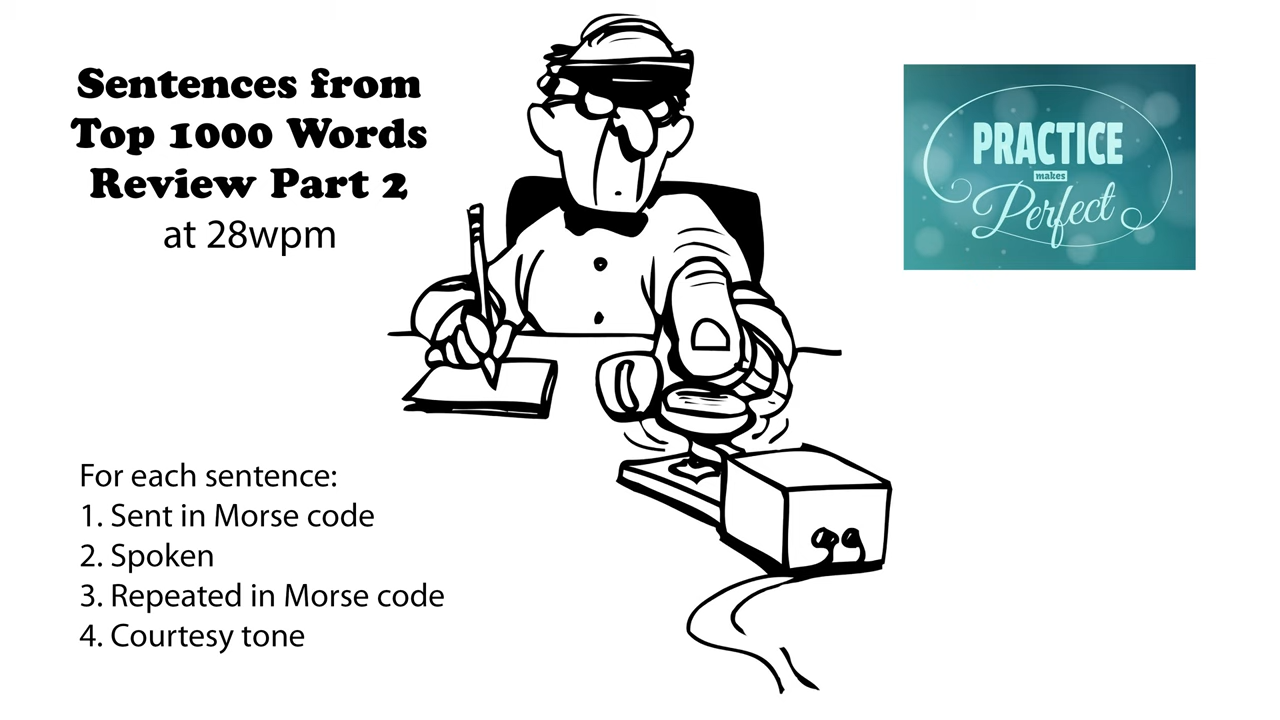 Sentences from
Top 1000 Words
Review Part 2
at 28wpm
PRACTICE
makes
Perfect
For each sentence:
1. Sent in Morse code
2. Spoken
3. Repeated in Morse code
4. Courtesy tone